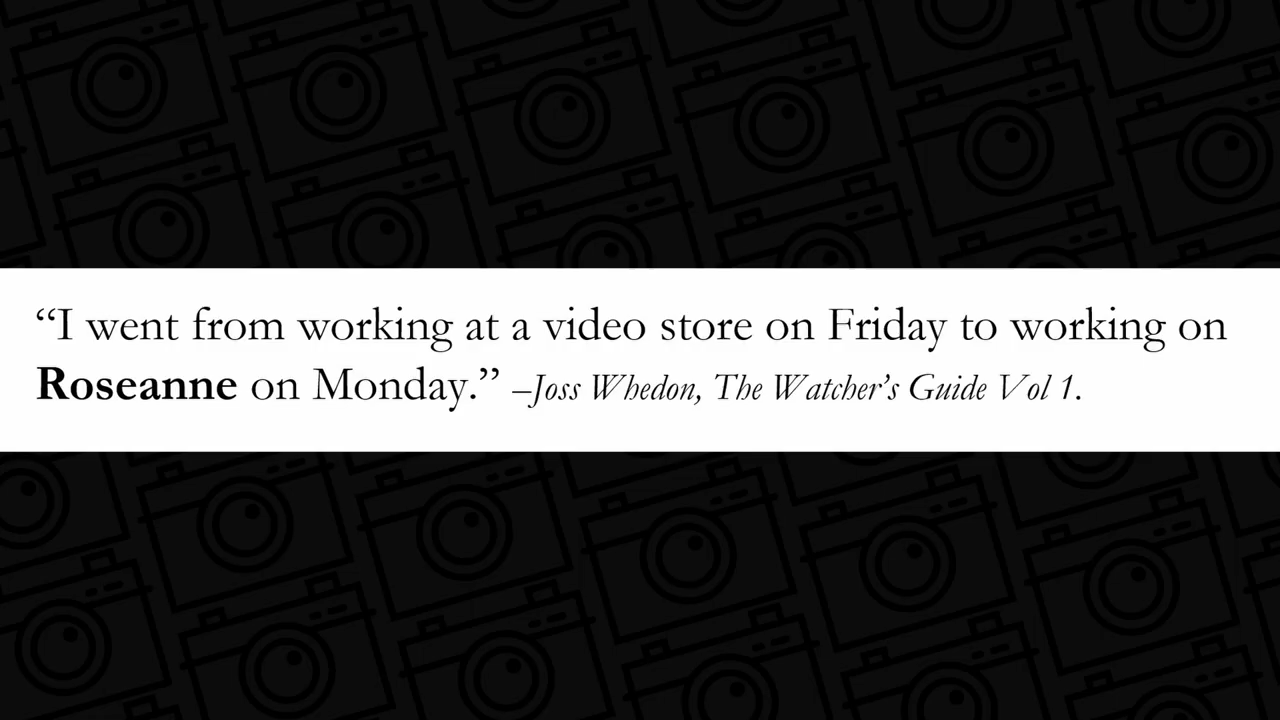 “I went from working at a video store on Friday to working on
Roseanne on Monday.” –Joss Whedon, The Watcher’s Guide Vol 1.